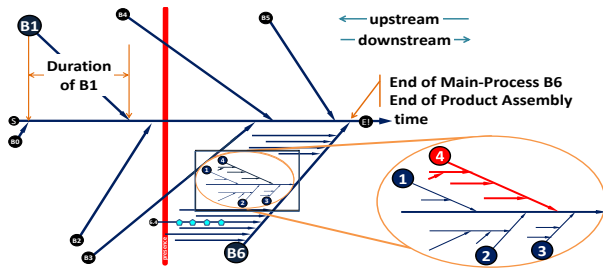 B1
B4
B5
upstream
downstream
Duration
of B1
End of Main-Process B6
End of Product Assembly
time
S
E1
B0
4
1
2
3
4
1
2
3
B2
B3
B6
presence